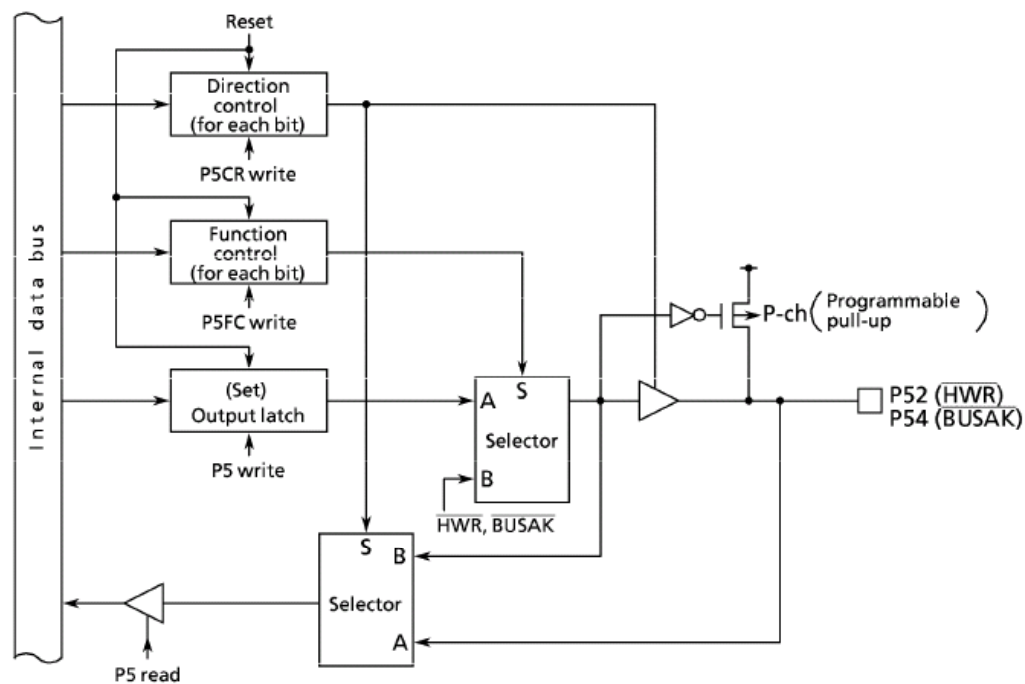 Reset
Direction
control
(for each bit)
P5CR write
Function
control
(for each bit)
P5FC write
Internal data bus
(Set)
Output latch
P5 write
A
S
Selector
B
HWR, BUSAK
P-ch
(Programmable
pull-up)
P52 (HWR)
P54 (BUSAK)
S
B
Selector
A
P5 read